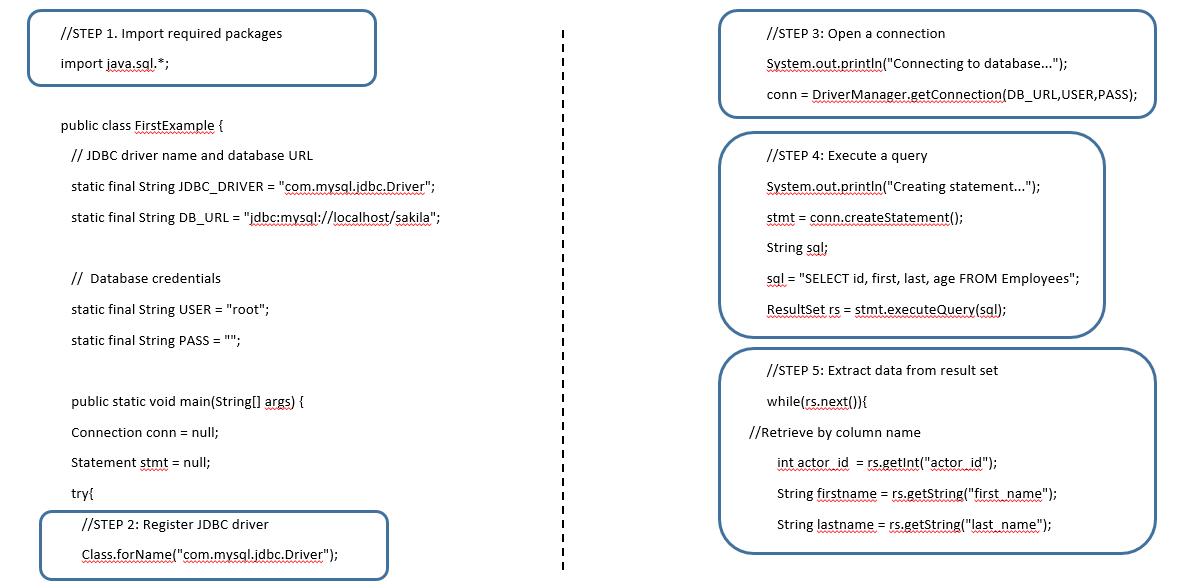 //STEP 1. Import required packages
import java.sql.*;
public class FirstExample {
// JDBC driver name and database URL
static final String JDBC_DRIVER = "com.mysql.jdbc.Driver";
static final String DB_URL = "jdbc:mysql://localhost/sakila";
//  Database credentials
static final String USER = "root";
static final String PASS = "";
public static void main(String[] args) {
Connection conn = null;
Statement stmt = null;
try{
//STEP 2: Register JDBC driver
Class.forName("com.mysql.jdbc.Driver");
//STEP 3: Open a connection
System.out.println("Connecting to database...");
conn = DriverManager.getConnection(DB_URL,USER,PASS);
//STEP 4: Execute a query
System.out.println("Creating statement...");
stmt = conn.createStatement();
String sql;
sql = "SELECT id, first, last, age FROM Employees";
ResultSet rs = stmt.executeQuery(sql);
//STEP 5: Extract data from result set
while(rs.next()){
//Retrieve by column name
int actor_id  = rs.getInt("actor_id");
String firstname = rs.getString("first_name");
String lastname = rs.getString("last_name");